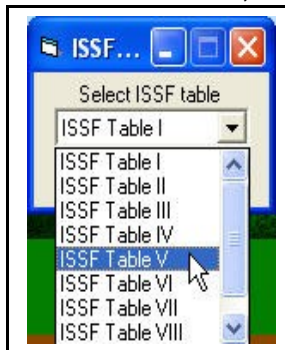 ISSF...
Select ISSF table
ISSF Table I
ISSF Table I
ISSF Table II
ISSF Table III
ISSF Table IV
ISSF Table V
ISSF Table VI
ISSF Table VII
ISSF Table VIII